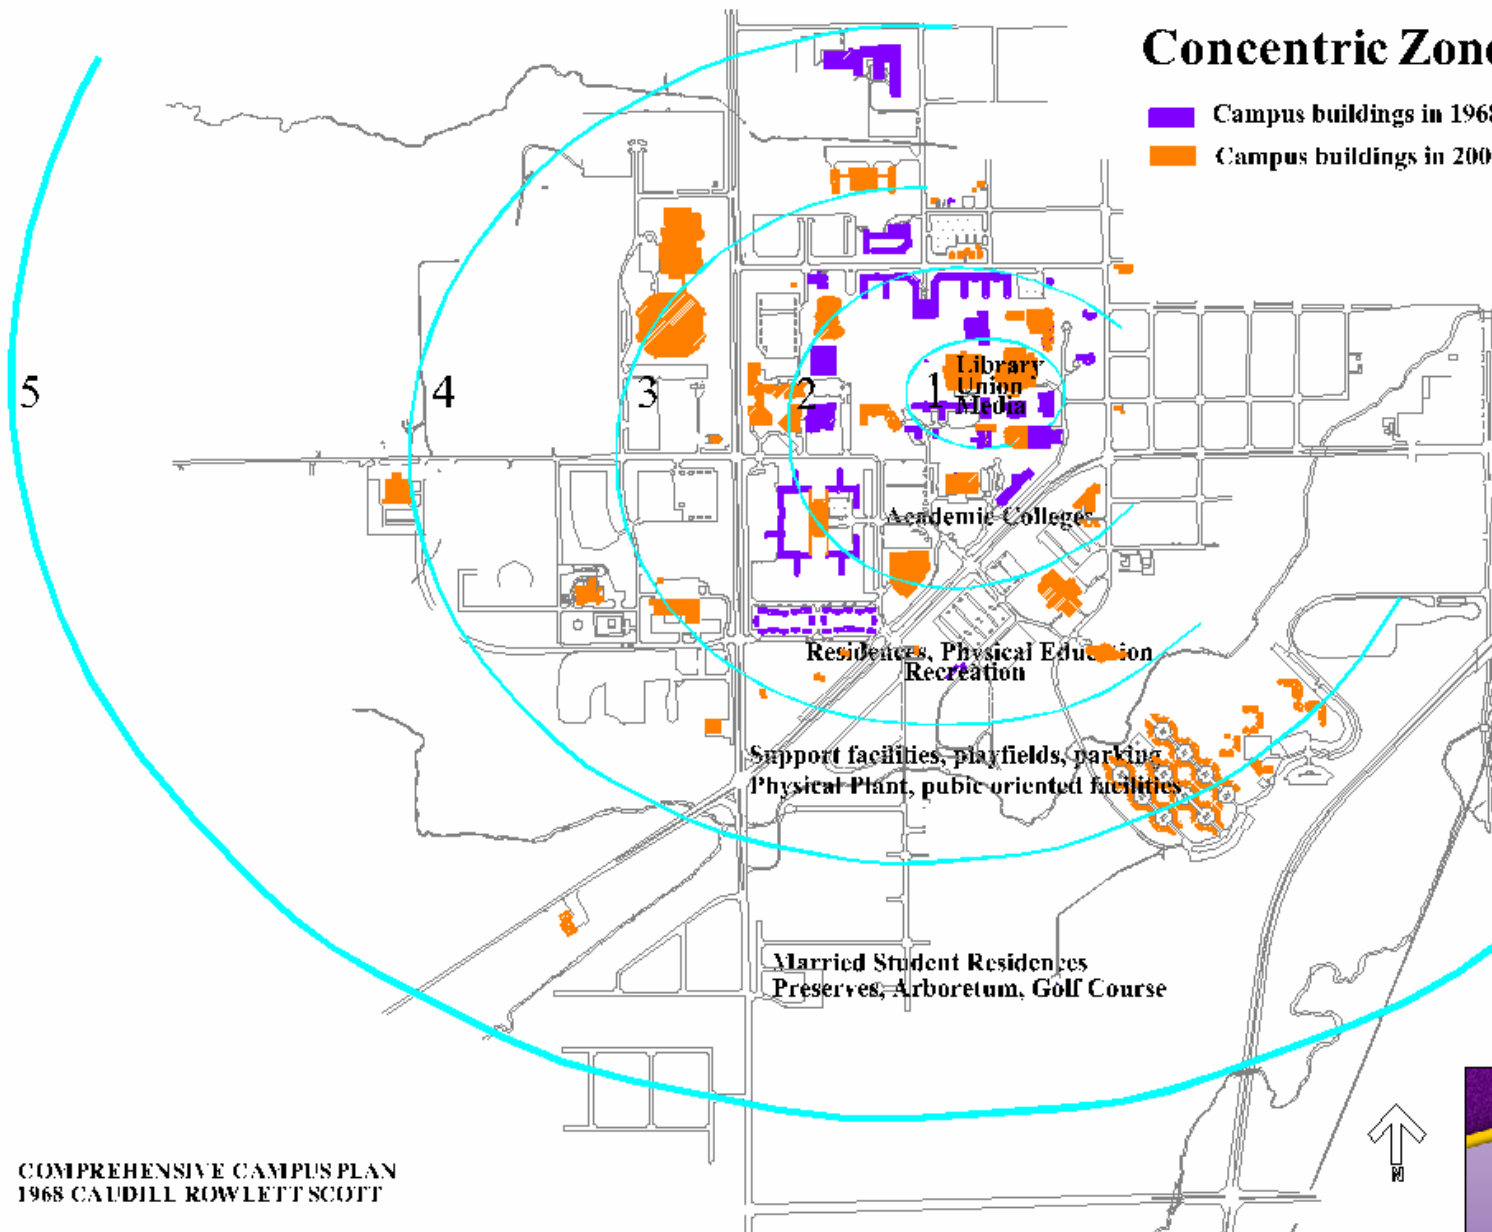 Concentric Zone
Campus buildings in 1968
Campus buildings in 200
5
4
3
2
1
Library
Union
Media
Academic Colleges
Residences, Physical Education
Recreation
Support facilities, playfields, parking
Physical Plant, pubic oriented facilities
Married Student Residences
Preserves, Arboretum, Golf Course
N
COMPREHENSIVE CAMPUS PLAN
1968 CAUDILL ROWLETT SCOTT